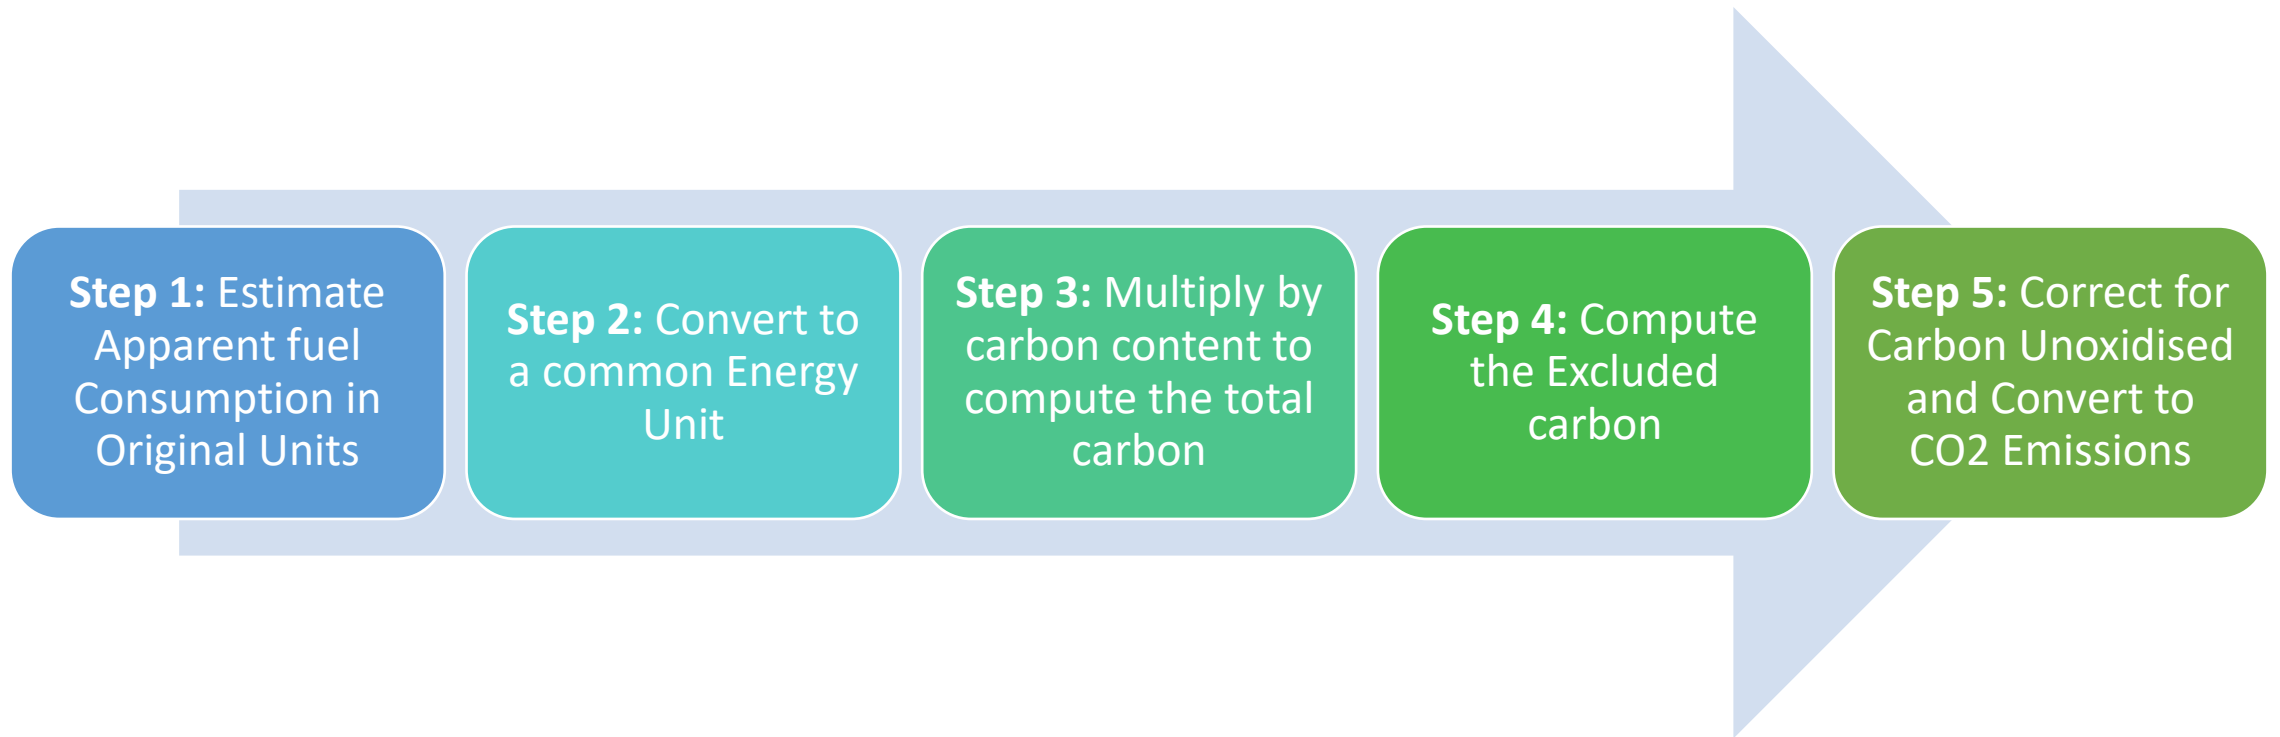 Step 1: Estimate
Apparent fuel
Consumption in
Original Units
Step 2: Convert to
a common Energy
Unit
Step 3: Multiply by
carbon content to
compute the total
carbon
Step 4: Compute
the Excluded
carbon
Step 5: Correct for
Carbon Unoxidised
and Convert to
CO2 Emissions